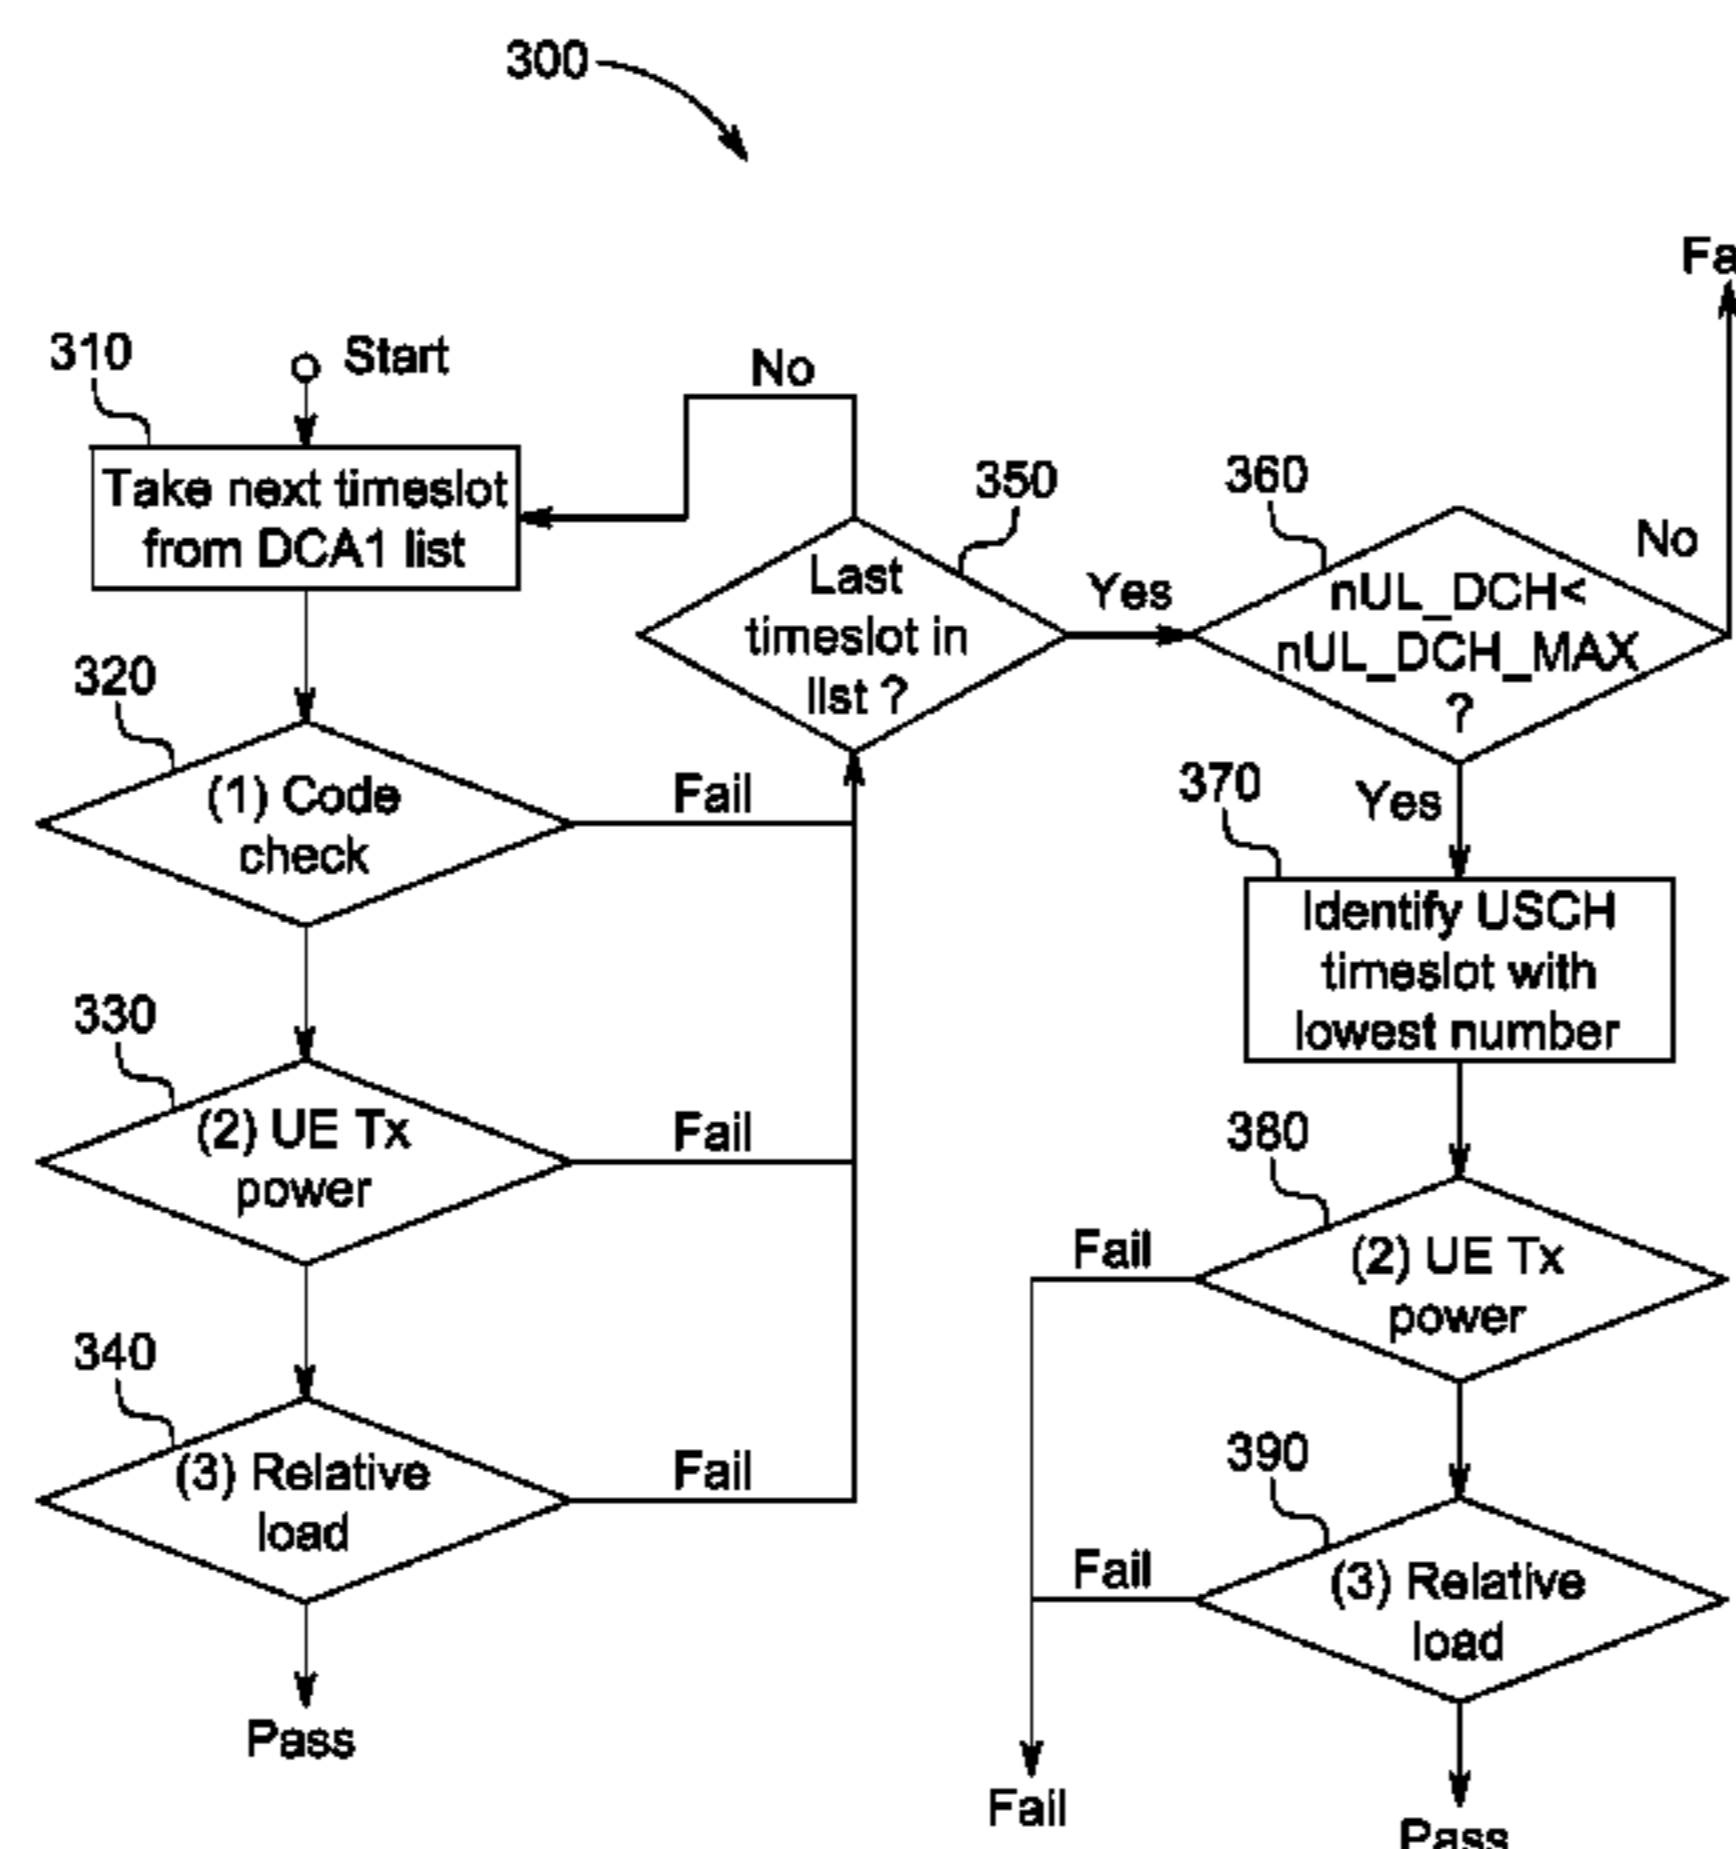 300
310
Start
Take next timeslot
from DCA1 list
320
(1) Code
check
Fail
330
(2) UE Tx
power
Fail
340
(3) Relative
load
Fail
Pass
No
350
Last
timeslot in
list ?
Yes
360
nUL_DCH<
nUL_DCH_MAX
?
No
Fa
Yes
370
Identify USCH
timeslot with
lowest number
380
(2) UE Tx
power
Fail
390
(3) Relative
load
Fail
Fail
Pass